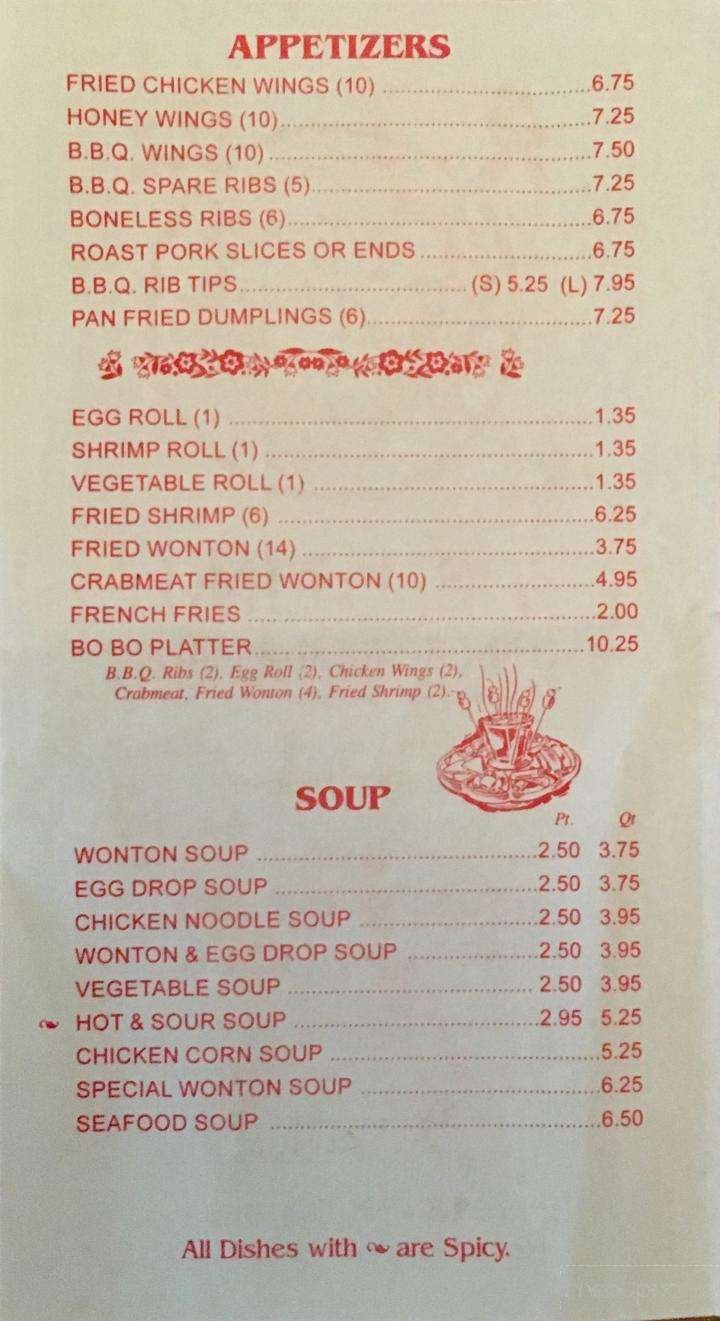 APPETIZERS
FRIED CHICKEN WINGS (10) ..................................6.75
HONEY WINGS (10)..................................7.25
B.B.Q. WINGS (10) ..................................7.50
B.B.Q. SPARE RIBS (5)..................................7.25
BONELESS RIBS (6)..................................6.75
ROAST PORK SLICES OR ENDS ..................................6.75
B.B.Q. RIB TIPS..................................(S) 5.25 (L) 7.95
PAN FRIED DUMPLINGS (6)..................................7.25
EGG ROLL (1) ..................................1.35
SHRIMP ROLL (1) ..................................1.35
VEGETABLE ROLL (1) ..................................1.35
FRIED SHRIMP (6) ..................................6.25
FRIED WONTON (14) ..................................3.75
CRABMEAT FRIED WONTON (10) ..................................4.95
FRENCH FRIES ..................................2.00
BO BO PLATTER..................................10.25
B.B.Q. Ribs (2), Egg Roll (2), Chicken Wings (2),
Crabmeat, Fried Wonton (4), Fried Shrimp (2).
SOUP
Pt. Qt
WONTON SOUP ..................................2.50 3.75
EGG DROP SOUP ..................................2.50 3.75
CHICKEN NOODLE SOUP ..................................2.50 3.95
WONTON & EGG DROP SOUP ..................................2.50 3.95
VEGETABLE SOUP .................................. 2.50 3.95
HOT & SOUR SOUP ..................................2.95 5.25
CHICKEN CORN SOUP ..................................5.25
SPECIAL WONTON SOUP ..................................6.25
SEAFOOD SOUP ..................................6.50
All Dishes with are Spicy.